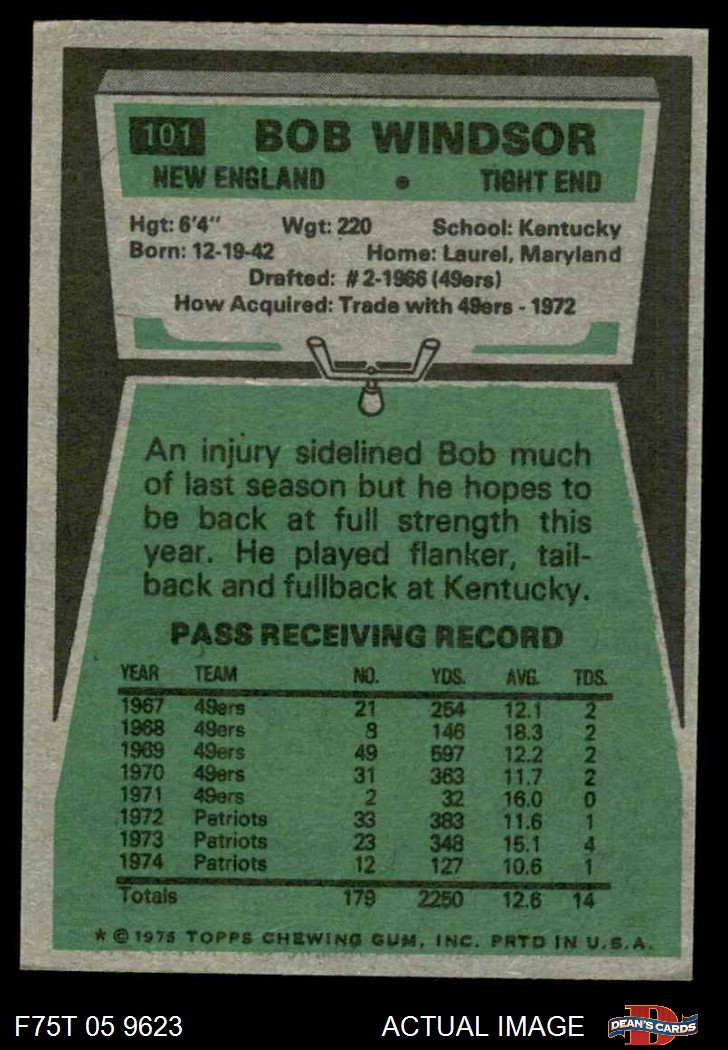 101 BOB WINDSOR
NEW ENGLAND • TIGHT END
Hgt: 6'4" Wgt: 220 School: Kentucky
Born: 12-19-42 Home: Laurel, Maryland
Drafted: #2-1966 (49ers)
How Acquired: Trade with 49ers - 1972
An injury sidelined Bob much
of last season but he hopes to
be back at full strength this
year. He played flanker, tail-
back and fullback at Kentucky.
PASS RECEIVING RECORD
YEAR TEAM NO. YDS. AVG. TDS.
1967 49ers 21 254 12.1 2
1968 49ers 8 146 18.3 2
1969 49ers 49 597 12.2 2
1970 49ers 31 363 11.7 2
1971 49ers 2 32 16.0 0
1972 Patriots 33 383 11.6 1
1973 Patriots 23 348 15.1 4
1974 Patriots 12 127 10.6 1
Totals 179 2250 12.6 14
* © 1975 TOPPS CHEWING GUM, INC. PRTD IN U.S.A.
F75T 05 9623 ACTUAL IMAGE D DEAN'S CARDS